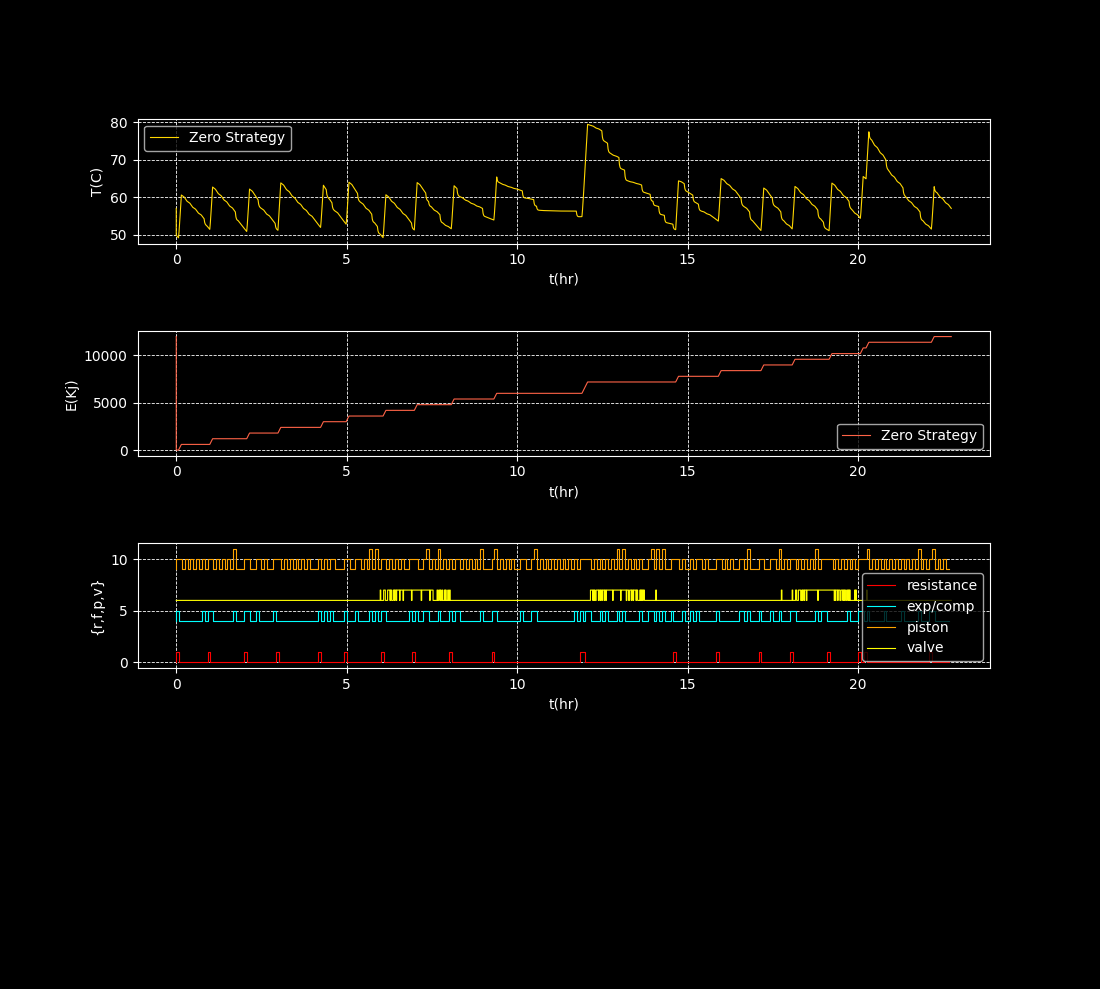 80
70
60
50
T(C)
Zero Strategy
0 5 10 15 20
t(hr)
10000
5000
0
E(Kj)
Zero Strategy
0 5 10 15 20
t(hr)
10
5
0
{r,f,p,v}
resistance
exp/comp
piston
valve
0 5 10 15 20
t(hr)